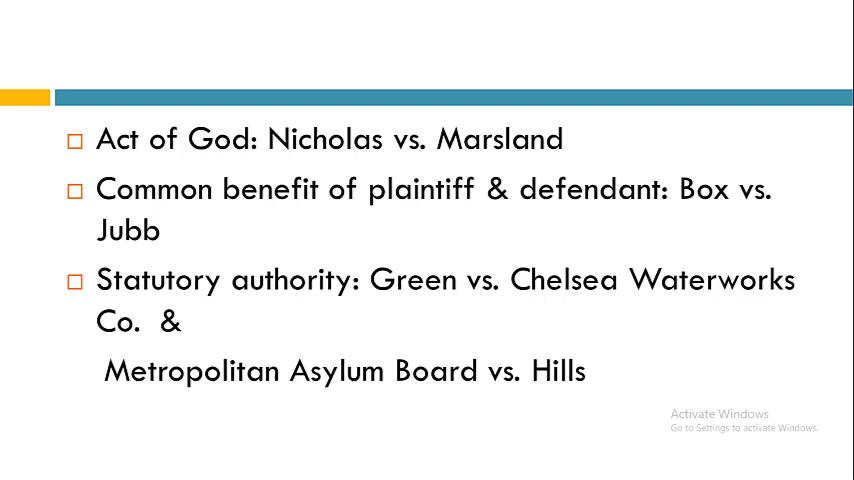 Act of God: Nicholas vs. Marsland
Common benefit of plaintiff & defendant: Box vs.
Jubb
Statutory authority: Green vs. Chelsea Waterworks
Co. &
Metropolitan Asylum Board vs. Hills
Activate Windows
Go to Settings to activate Windows.